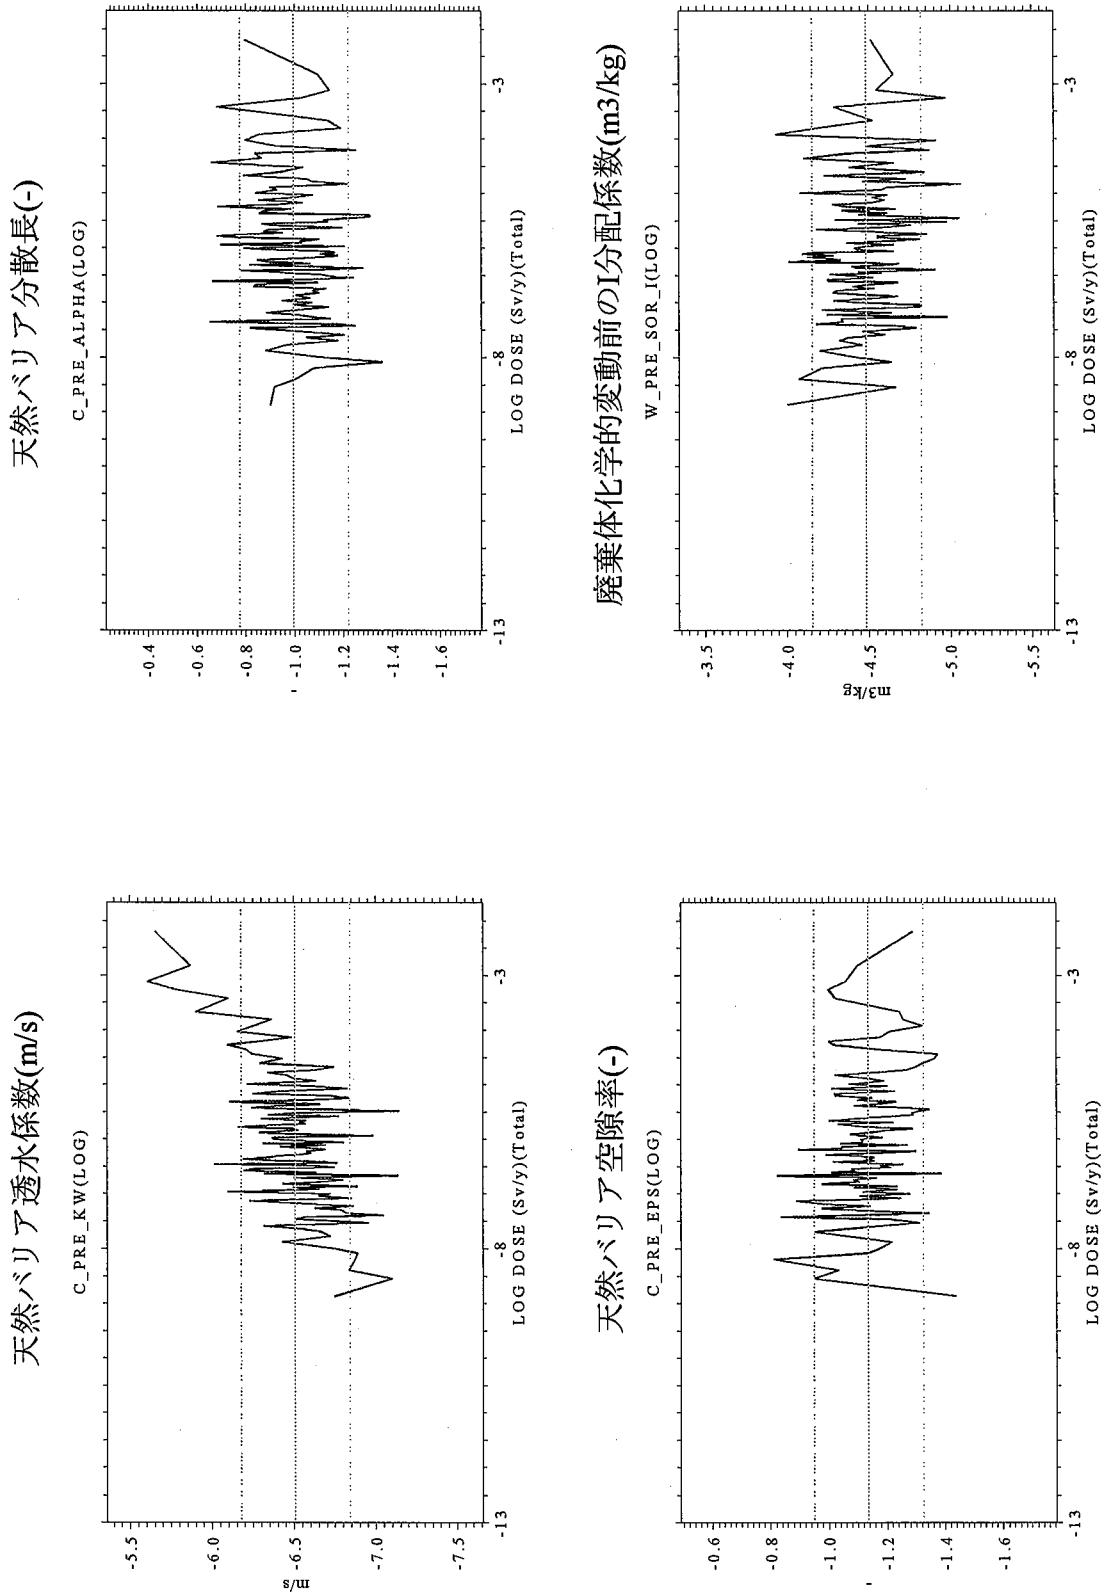 天然バリア透水係数(m/s)
C_PRE_KW(LOG)
-5.5
-6.0
-6.5
-7.0
-7.5
m/s
-13
-8
-3
LOG DOSE (Sv/y)(Total)
天然バリア分散長(-)
C_PRE_ALPHA(LOG)
-0.4
-0.6
-0.8
-1.0
-1.2
-1.4
-1.6
-
-13
-8
-3
LOG DOSE (Sv/y)(Total)
天然バリア空隙率(-)
C_PRE_EPS(LOG)
-0.6
-0.8
-1.0
-1.2
-1.4
-1.6
-
-13
-8
-3
LOG DOSE (Sv/y)(Total)
廃棄体化学的変動前のI分配係数(m3/kg)
W_PRE_SOR_I(LOG)
-3.5
-4.0
-4.5
-5.0
-5.5
m3/kg
-13
-8
-3
LOG DOSE (Sv/y)(Total)